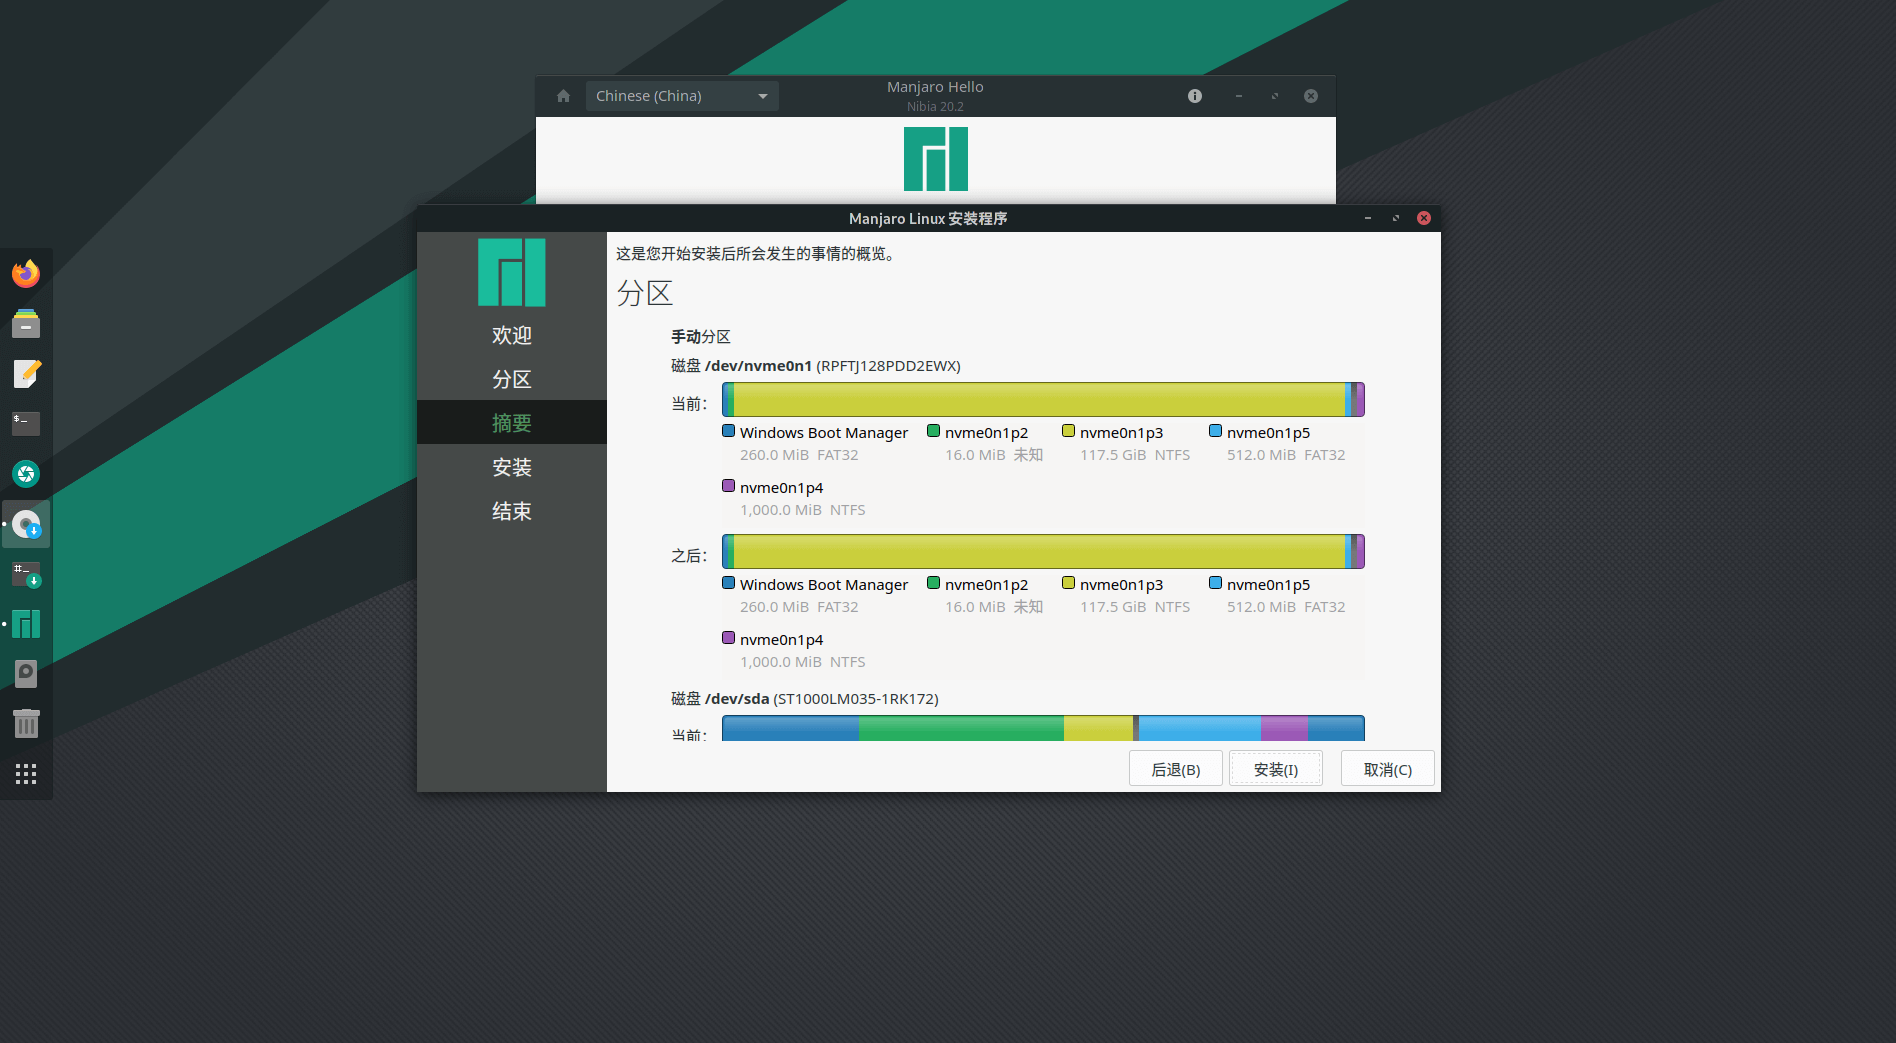 Chinese (China)
Manjaro Hello
Nibia 20.2
Manjaro Linux 安装程序
欢迎
分区
摘要
安装
结束
这是您开始安装后所会发生的事情的概览。
分区
手动分区
磁盘 /dev/nvme0n1 (RPFTJ128PDD2EWX)
当前：
Windows Boot Manager nvme0n1p2 nvme0n1p3 nvme0n1p5
260.0 MiB FAT32 16.0 MiB 未知 117.5 GiB NTFS 512.0 MiB FAT32
nvme0n1p4
1,000.0 MiB NTFS
之后：
Windows Boot Manager nvme0n1p2 nvme0n1p3 nvme0n1p5
260.0 MiB FAT32 16.0 MiB 未知 117.5 GiB NTFS 512.0 MiB FAT32
nvme0n1p4
1,000.0 MiB NTFS
磁盘 /dev/sda (ST1000LM035-1RK172)
当前：
后退(B) 安装(I) 取消(C)